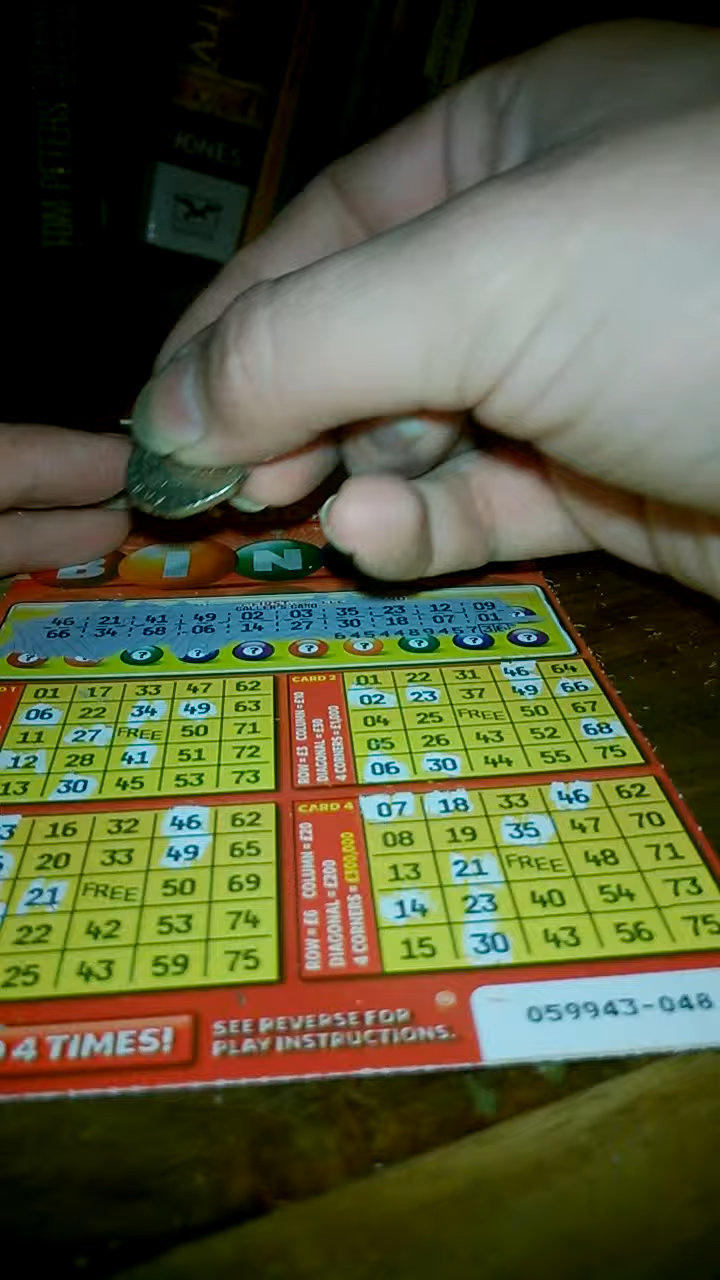 JONES
B I N
CALLER'S CARD
46 21 41 49 02 03 35 23 12 09
66 34 68 06 14 27 30 18 07 01
? ? ? ? ? ? ? ?
01 17 33 47 62
06 22 34 49 63
11 27 FREE 50 71
12 28 41 51 72
13 30 45 53 73
CARD 2
ROW = £3 COLUMN = £10
DIAGONAL = £30
4 CORNERS = £1,000
01 22 31 46 64
02 23 37 49 66
04 25 FREE 50 67
05 26 43 52 68
06 30 44 55 75
16 32 46 62
20 33 49 65
21 FREE 50 69
22 42 53 74
25 43 59 75
CARD 4
ROW = £6 COLUMN = £20
DIAGONAL = £200
4 CORNERS = £300,000
07 18 33 46 62
08 19 35 47 70
13 21 FREE 48 71
14 23 40 54 73
15 30 43 56 75
4 TIMES!
SEE REVERSE FOR
PLAY INSTRUCTIONS.
059943-048